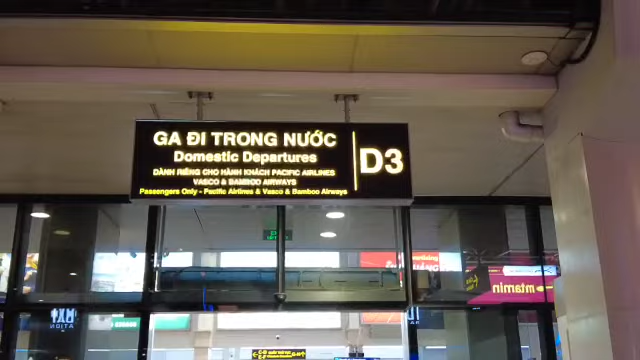 GA ĐI TRONG NƯỚC
Domestic Departures
DÀNH RIÊNG CHO HÀNH KHÁCH PACIFIC AIRLINES
VASCO & BAMBOO AIRWAYS
Passengers Only - Pacific Airlines & Vasco & Bamboo Airways
D3